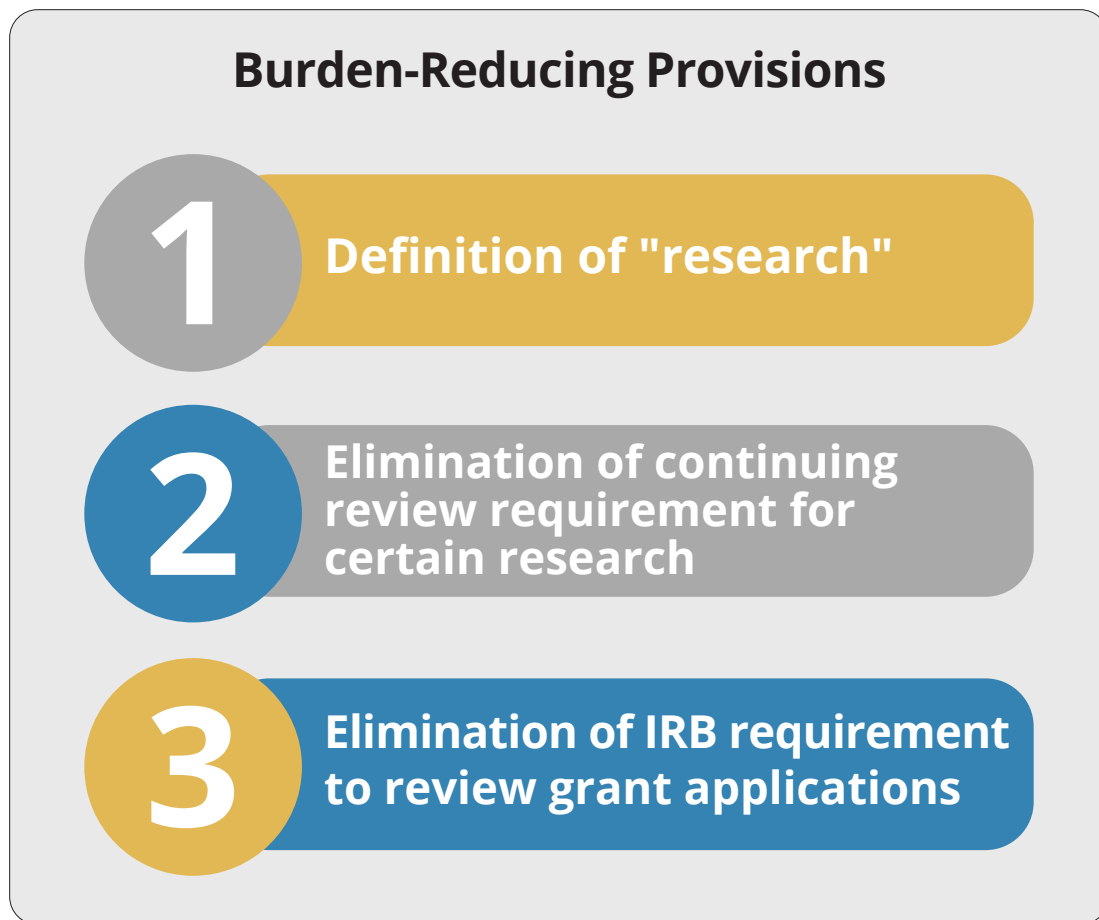 Burden-Reducing Provisions
1
Definition of "research"
2
Elimination of continuing
review requirement for
certain research
3
Elimination of IRB requirement
to review grant applications